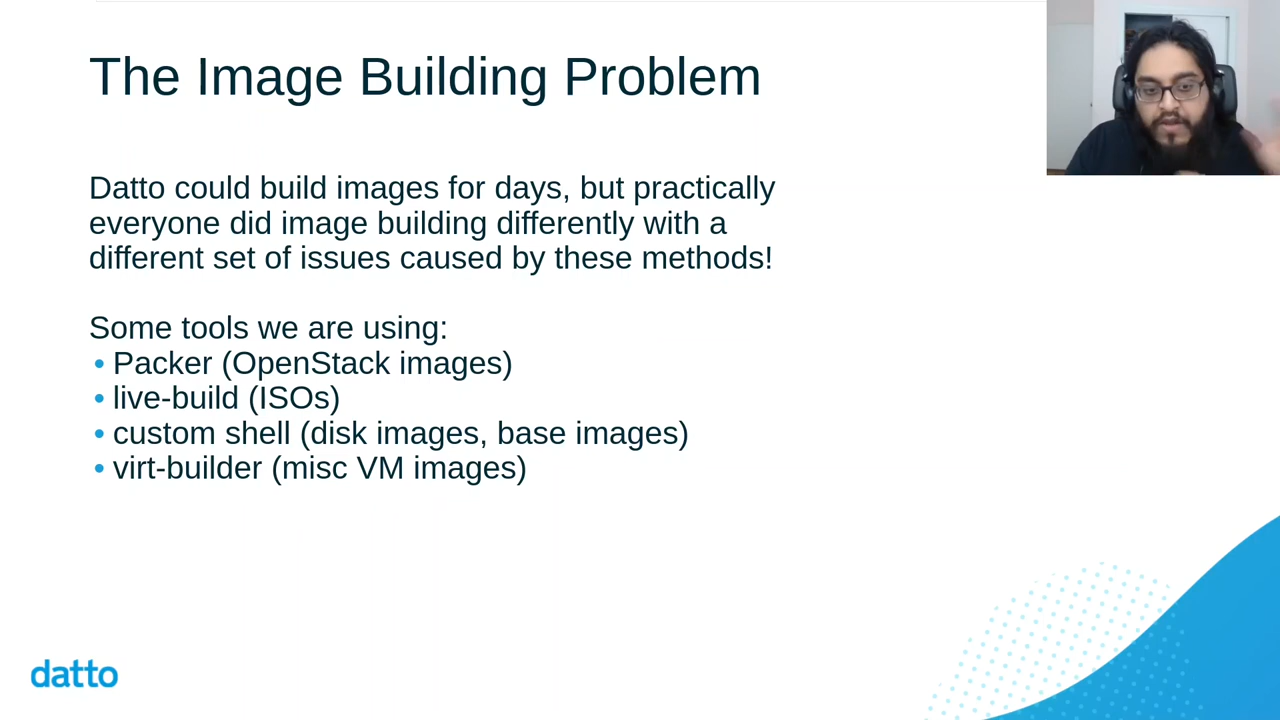 The Image Building Problem
Datto could build images for days, but practically
everyone did image building differently with a
different set of issues caused by these methods!
Some tools we are using:
• Packer (OpenStack images)
• live-build (ISOs)
• custom shell (disk images, base images)
• virt-builder (misc VM images)
datto